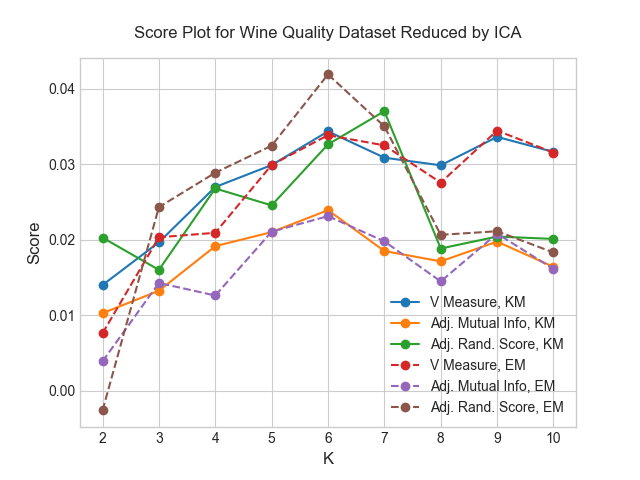 Score Plot for Wine Quality Dataset Reduced by ICA
Score
0.04
0.03
0.02
0.01
0.00
V Measure, KM
Adj. Mutual Info, KM
Adj. Rand. Score, KM
V Measure, EM
Adj. Mutual Info, EM
Adj. Rand. Score, EM
2 3 4 5 6 7 8 9 10
K